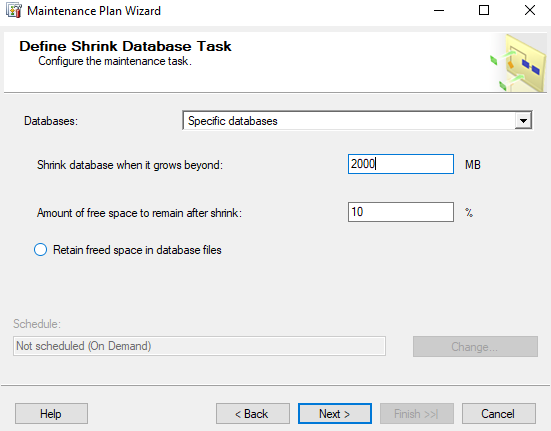 Maintenance Plan Wizard
Define Shrink Database Task
Configure the maintenance task.
Databases: Specific databases
Shrink database when it grows beyond: 2000 MB
Amount of free space to remain after shrink: 10 %
Retain freed space in database files
Schedule:
Not scheduled (On Demand) Change...
Help < Back Next > Finish >>| Cancel